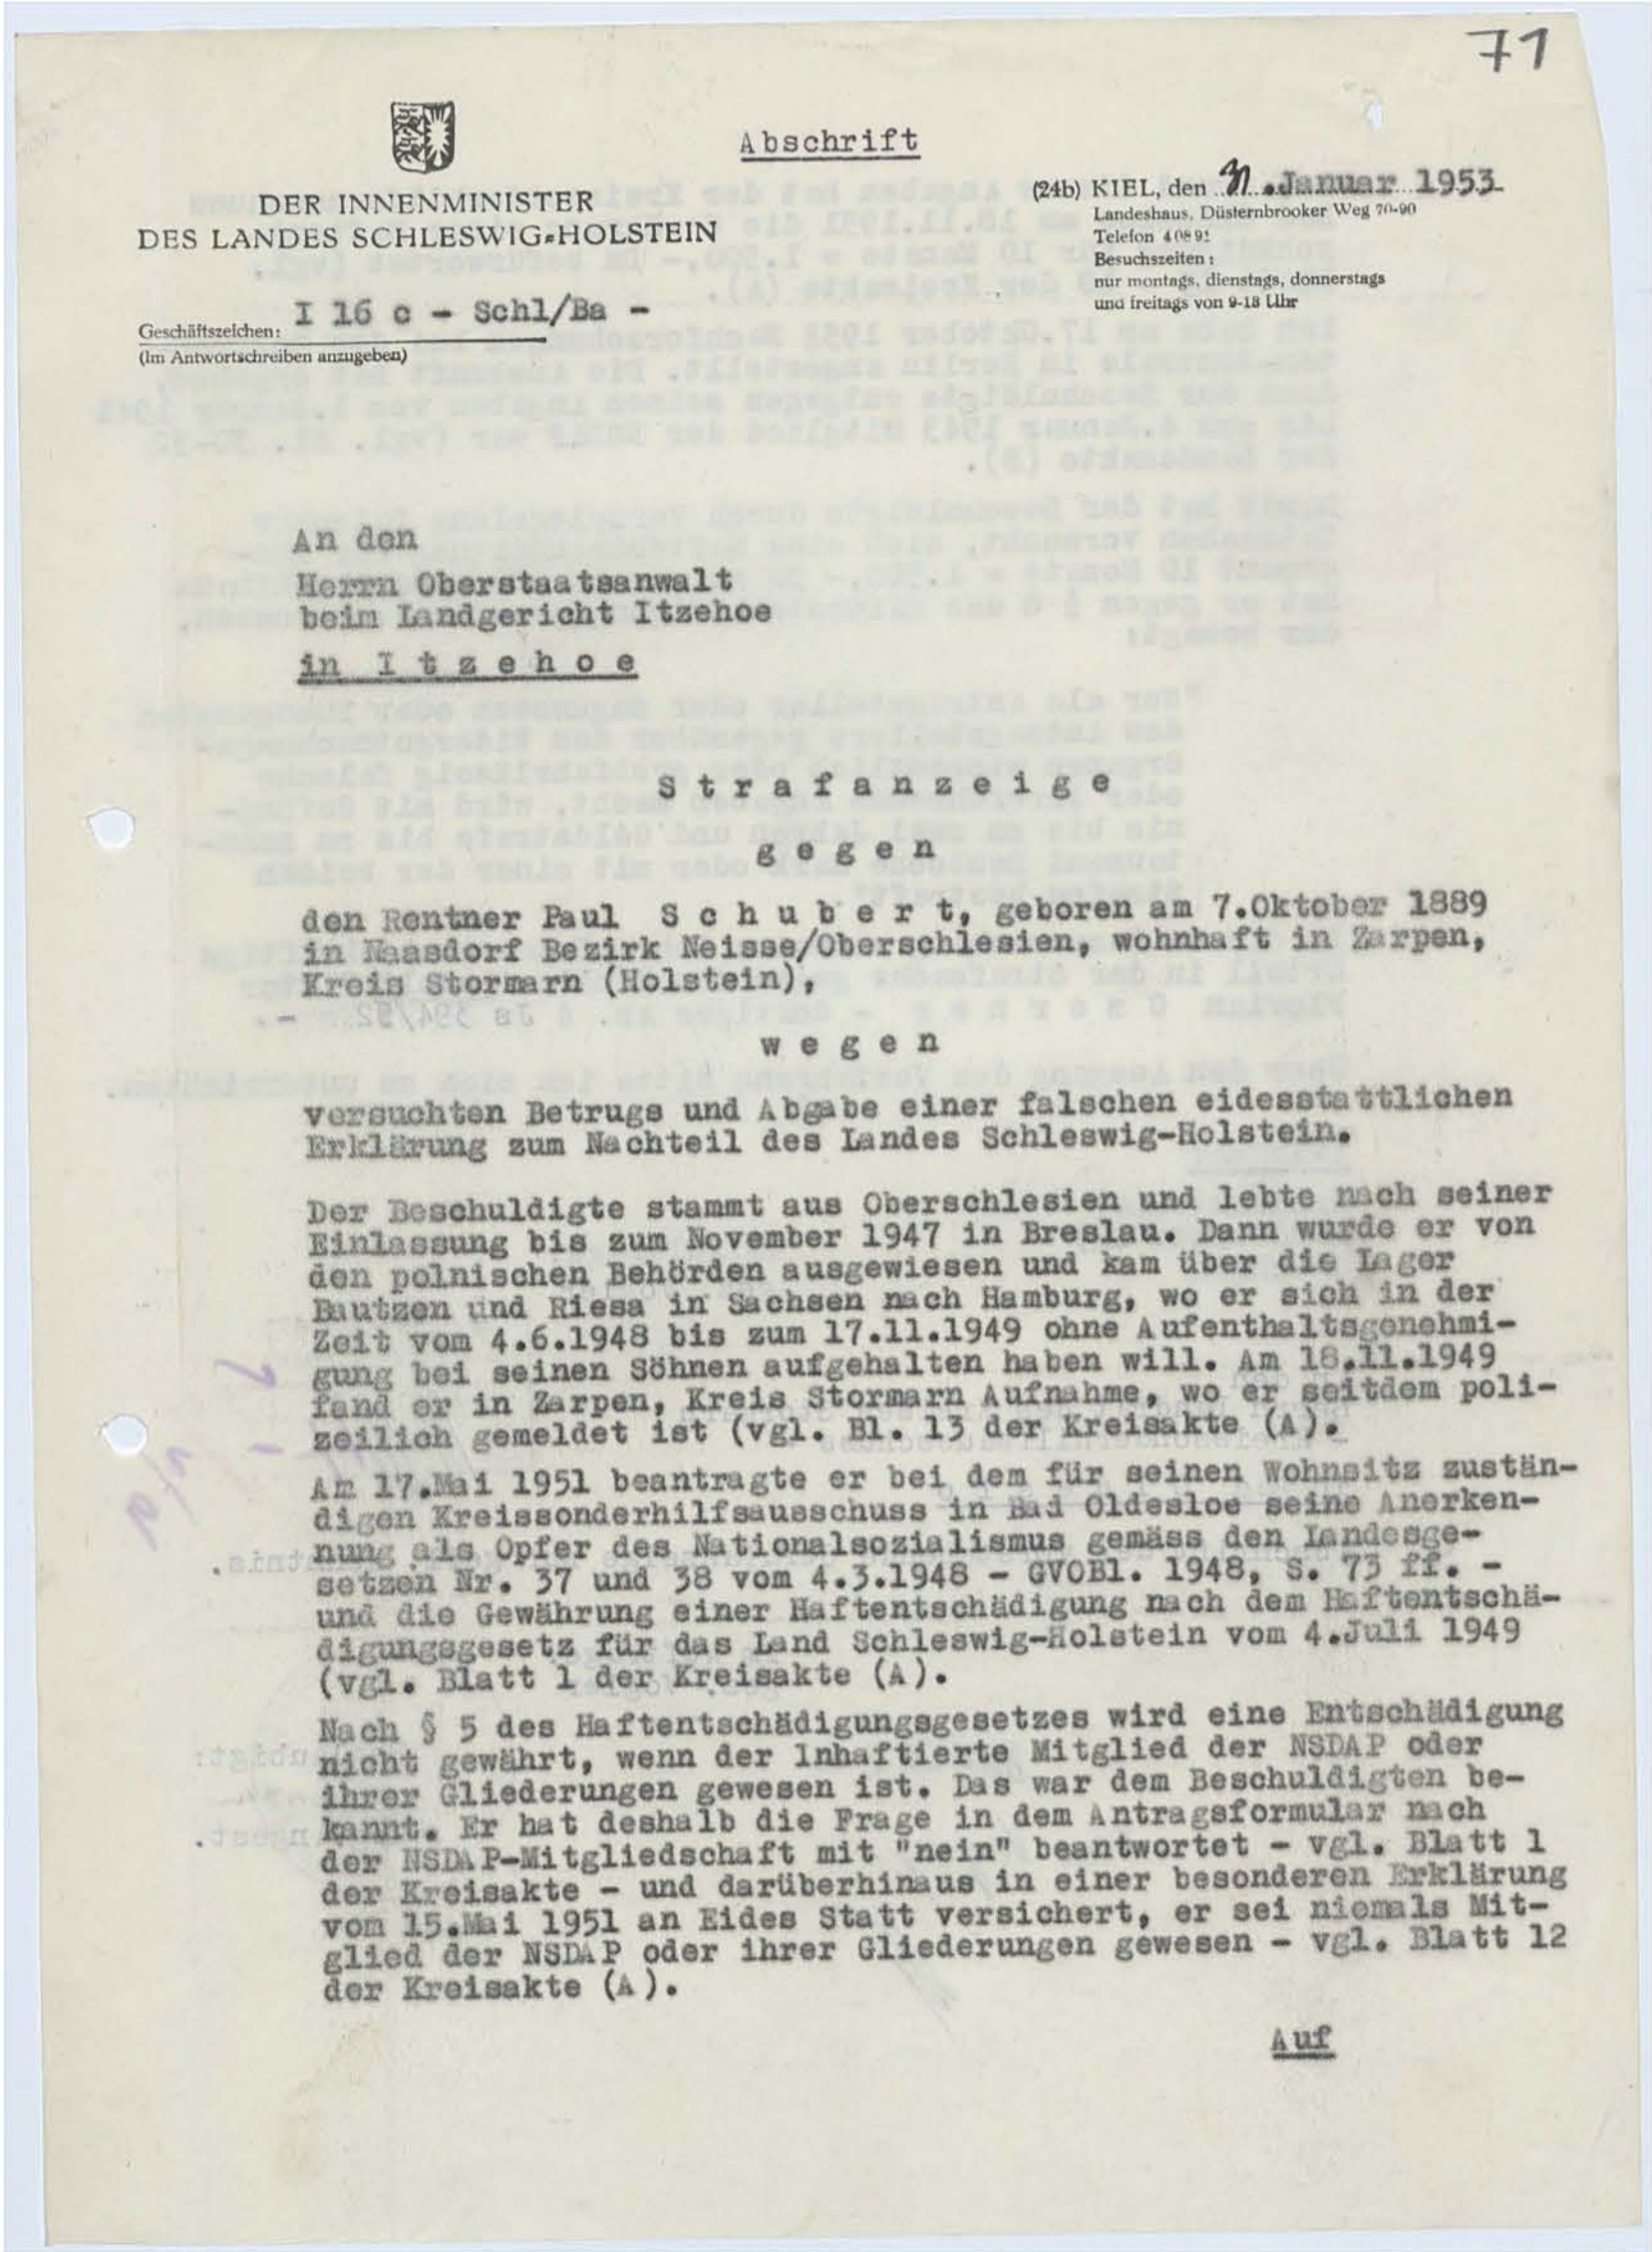 71
Abschrift
DER INNENMINISTER
DES LANDES SCHLESWIG-HOLSTEIN
(24b) KIEL, den 31. Januar 1953
Landeshaus, Düsternbrooker Weg 70-90
Telefon 40891
Besuchszeiten:
nur montags, dienstags, donnerstags
und freitags von 9-18 Uhr
Geschäftszeichen: I 16 c - Schl/Ba -
(Im Antwortschreiben anzugeben)
An den
Herrn Oberstaatsanwalt
beim Landgericht Itzehoe
in I t z e h o e
S t r a f a n z e i g e
g e g e n
den Rentner Paul S c h u b e r t, geboren am 7.Oktober 1889
in Naasdorf Bezirk Neisse/Oberschlesien, wohnhaft in Zarpen,
Kreis Stormarn (Holstein),
w e g e n
versuchten Betrugs und Abgabe einer falschen eidesstattlichen
Erklärung zum Nachteil des Landes Schleswig-Holstein.
Der Beschuldigte stammt aus Oberschlesien und lebte nach seiner
Einlassung bis zum November 1947 in Breslau. Dann wurde er von
den polnischen Behörden ausgewiesen und kam über die Lager
Bautzen und Riesa in Sachsen nach Hamburg, wo er sich in der
Zeit vom 4.6.1948 bis zum 17.11.1949 ohne Aufenthaltsgenehmi-
gung bei seinen Söhnen aufgehalten haben will. Am 18.11.1949
fand er in Zarpen, Kreis Stormarn Aufnahme, wo er seitdem poli-
zeilich gemeldet ist (vgl. Bl. 13 der Kreisakte (A).
Am 17.Mai 1951 beantragte er bei dem für seinen Wohnsitz zustän-
digen Kreissonderhilfsausschuss in Bad Oldesloe seine Anerken-
nung als Opfer des Nationalsozialismus gemäss den Landesge-
setzen Nr. 37 und 38 vom 4.3.1948 - GVOBl. 1948, S. 73 ff. -
und die Gewährung einer Haftentschädigung nach dem Haftentschä-
digungsgesetz für das Land Schleswig-Holstein vom 4.Juli 1949
(vgl. Blatt 1 der Kreisakte (A).
Nach § 5 des Haftentschädigungsgesetzes wird eine Entschädigung
nicht gewährt, wenn der Inhaftierte Mitglied der NSDAP oder
ihrer Gliederungen gewesen ist. Das war dem Beschuldigten be-
kannt. Er hat deshalb die Frage in dem Antragsformular nach
der NSDAP-Mitgliedschaft mit "nein" beantwortet - vgl. Blatt 1
der Kreisakte - und darüberhinaus in einer besonderen Erklärung
vom 15.Mai 1951 an Eides Statt versichert, er sei niemals Mit-
glied der NSDAP oder ihrer Gliederungen gewesen - vgl. Blatt 12
der Kreisakte (A).
Auf